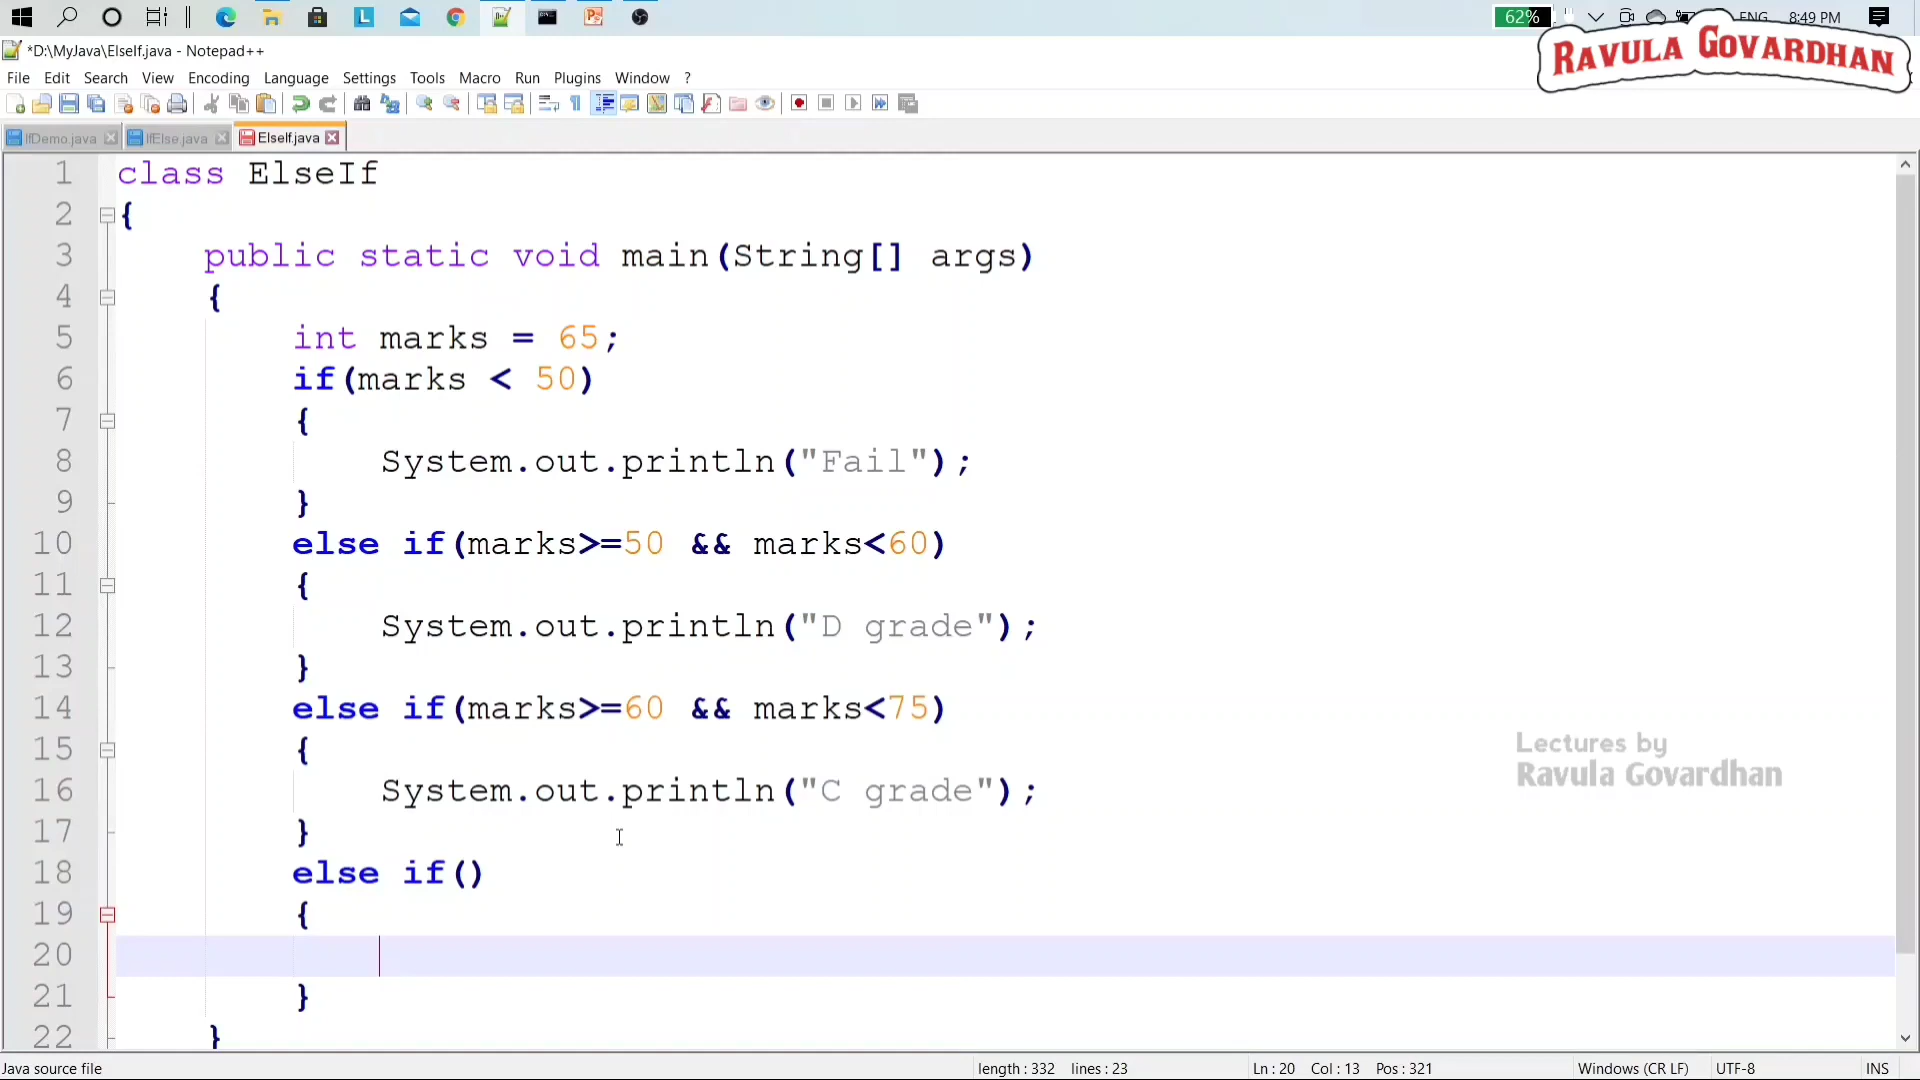 62%
ENG
8:49 PM
RAVULA GOVARDHAN
*D:\MyJava\ElseIf.java - Notepad++
File Edit Search View Encoding Language Settings Tools Macro Run Plugins Window ?
IfDemo.java IfElse.java ElseIf.java
1 class ElseIf
2 {
3 public static void main(String[] args)
4 {
5 int marks = 65;
6 if(marks < 50)
7 {
8 System.out.println("Fail");
9 }
10 else if(marks>=50 && marks<60)
11 {
12 System.out.println("D grade");
13 }
14 else if(marks>=60 && marks<75)
15 {
16 System.out.println("C grade");
17 }
18 else if()
19 {
20
21 }
22 }
Lectures by
Ravula Govardhan
Java source file length : 332 lines : 23 Ln : 20 Col : 13 Pos : 321 Windows (CR LF) UTF-8 INS